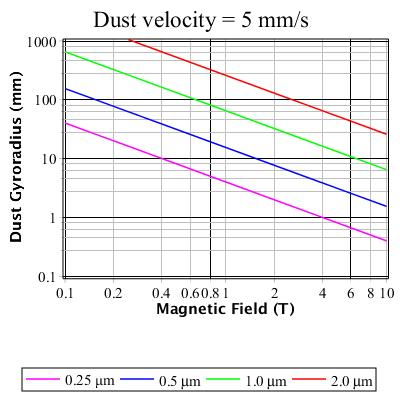 Dust velocity = 5 mm/s
1000
100
10
1
0.1
Dust Gyroradius (mm)
0.1 0.2 0.4 0.6 0.8 1 2 4 6 8 10
Magnetic Field (T)
0.25 µm 0.5 µm 1.0 µm 2.0 µm